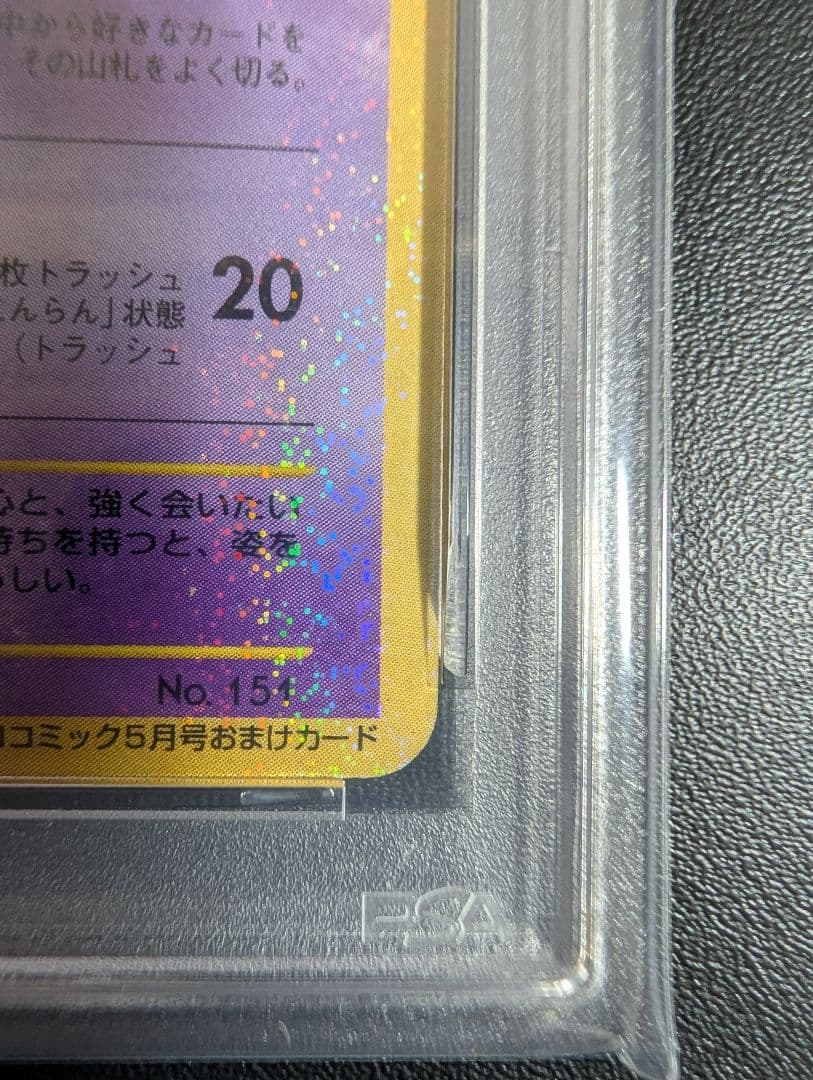 中から好きなカードを
その山札をよく切る。
枚トラッシュ
こんらん」状態
（トラッシュ
20
心と、強く会いたい
持ちを持つと、姿を
らしい。
No. 151
コミック5月号おまけカード
PSA